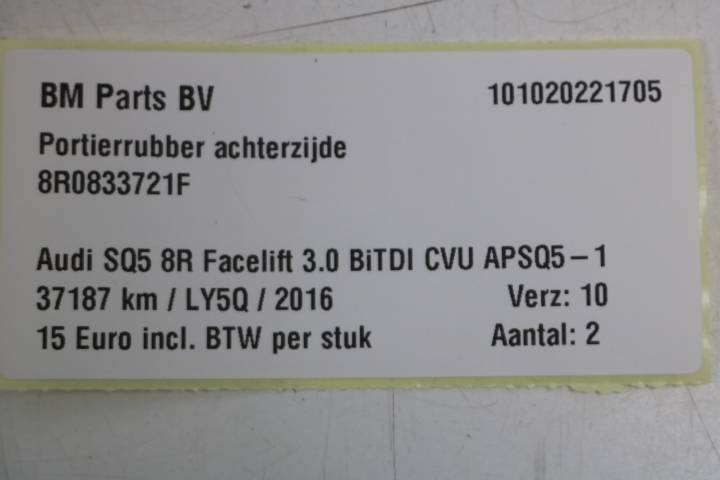 BM Parts BV 101020221705
Portierrubber achterzijde
8R0833721F
Audi SQ5 8R Facelift 3.0 BiTDI CVU APSQ5-1
37187 km / LY5Q / 2016 Verz: 10
15 Euro incl. BTW per stuk Aantal: 2